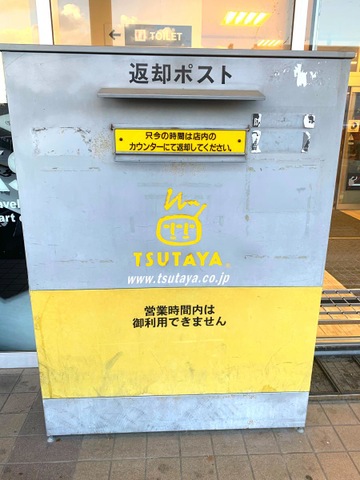 ← TOILET
返却ポスト
只今の時間は店内の
カウンターにて返却してください。
TSUTAYA
www.tsutaya.co.jp
営業時間内は
御利用できません